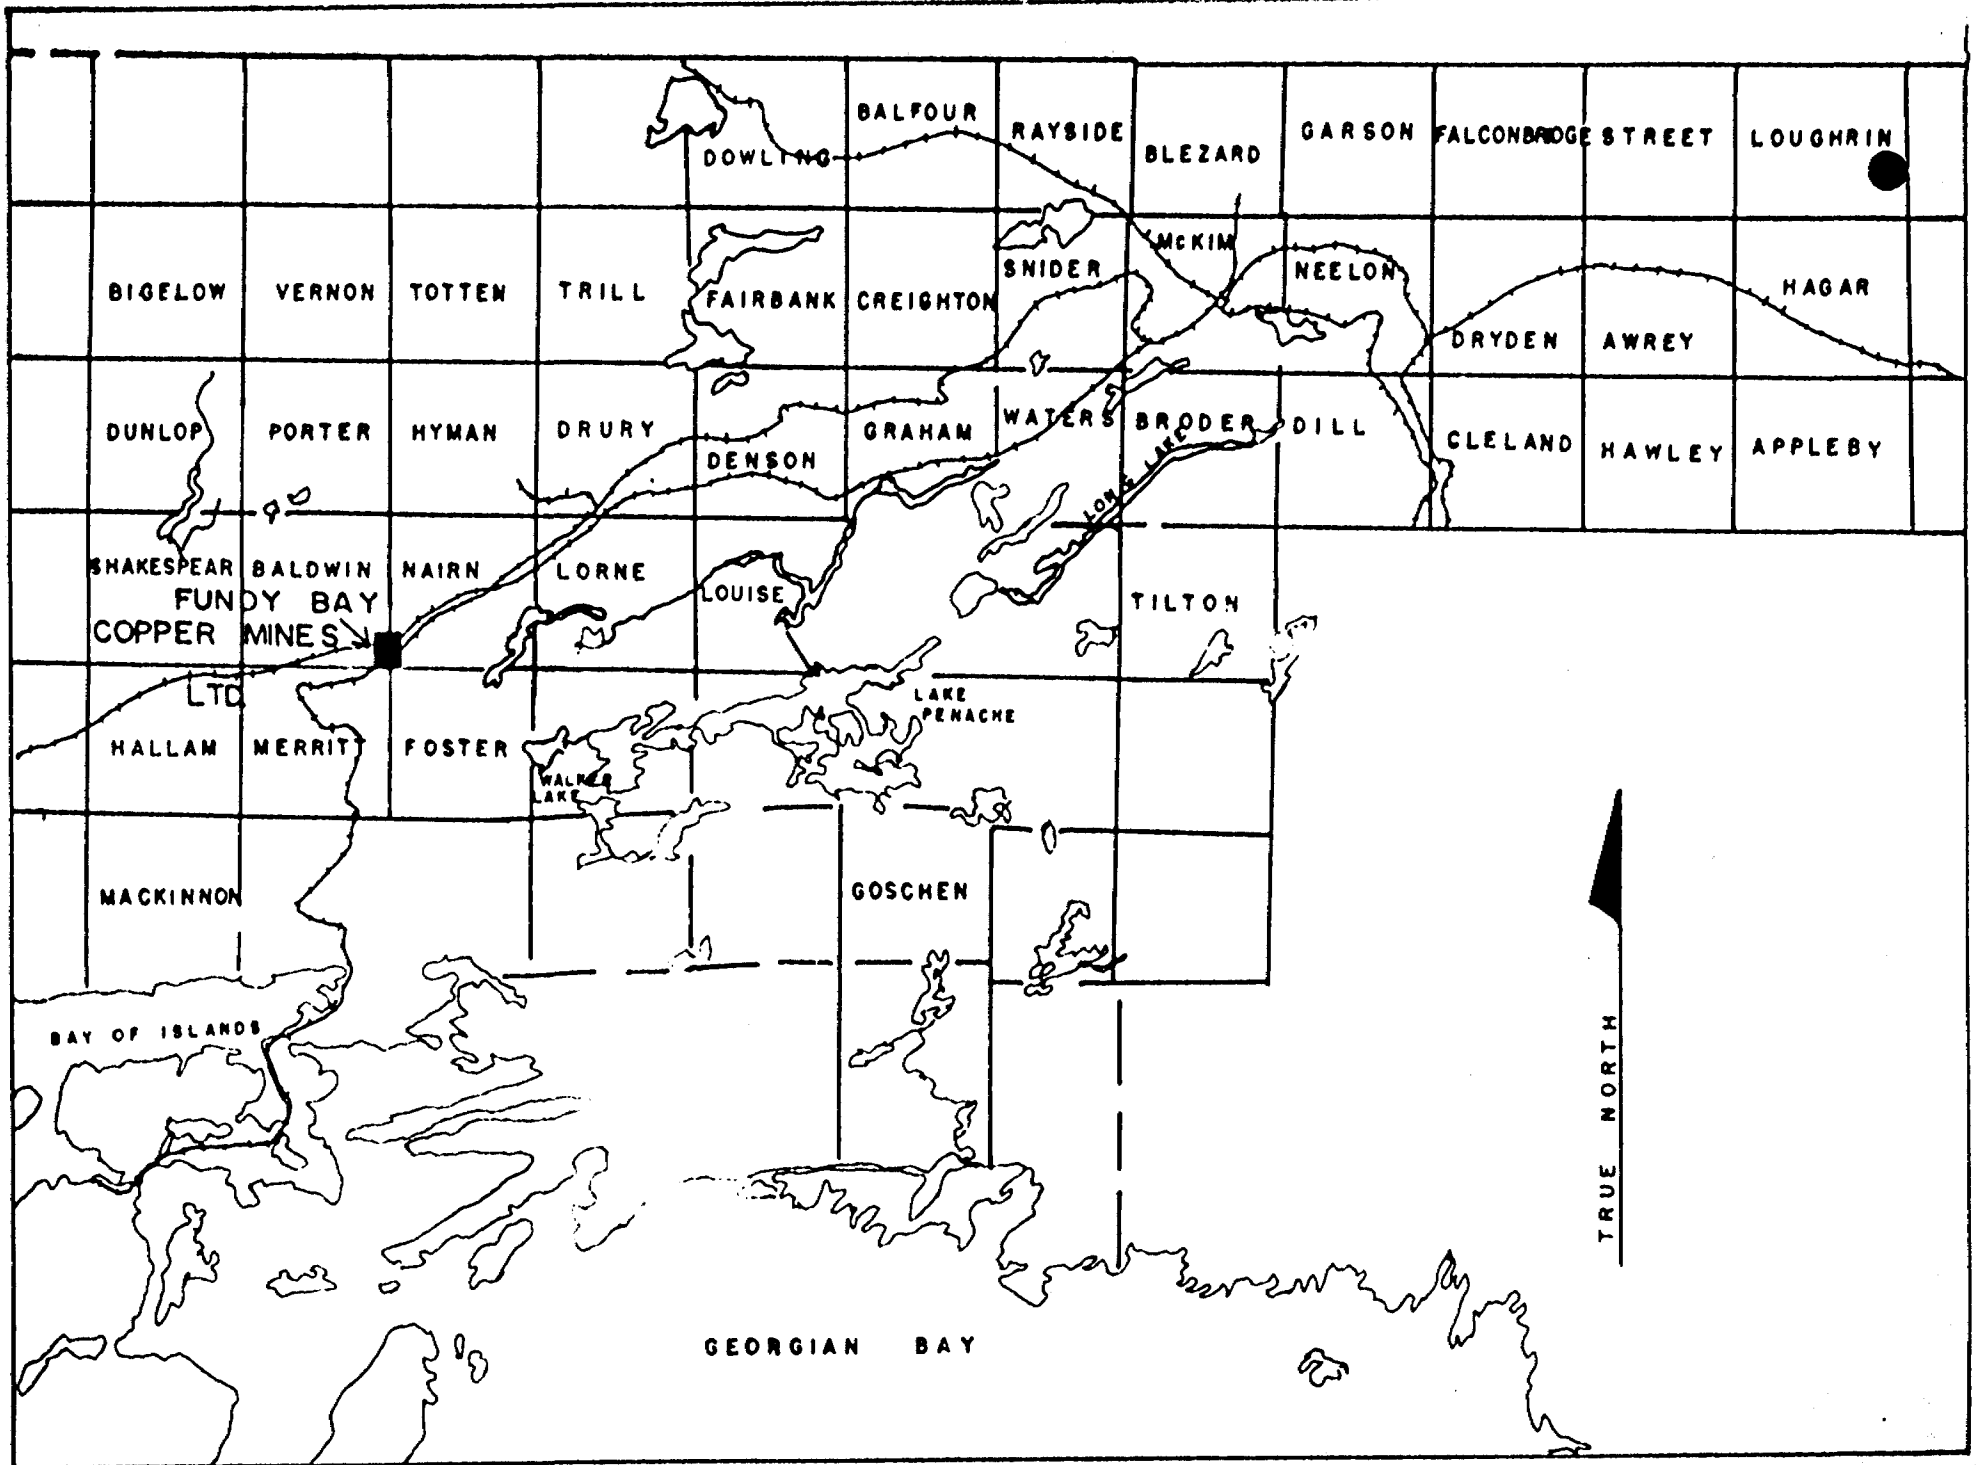 BALFOUR
RAYSIDE
GARSON
FALCONBRIDGE
STREET
LOUGHRIN
DOWLING
BLEZARD
McKIM
SNIDER
NEELON
HAGAR
BIGELOW
VERNON
TOTTEN
TRILL
FAIRBANK
CREIGHTON
DRYDEN
AWREY
DUNLOP
PORTER
HYMAN
DRURY
GRAHAM
WATERS
BRODER
DILL
CLELAND
HAWLEY
APPLEBY
DENSON
LONG LAKE
SHAKESPEAR
BALDWIN
NAIRN
LORNE
LOUISE
TILTON
FUNDY BAY
COPPER MINES
LTD
LAKE
PENACHE
HALLAM
MERRITT
FOSTER
WALKER
LAKE
MACKINNON
GOSCHEN
BAY OF ISLANDS
TRUE NORTH
GEORGIAN BAY